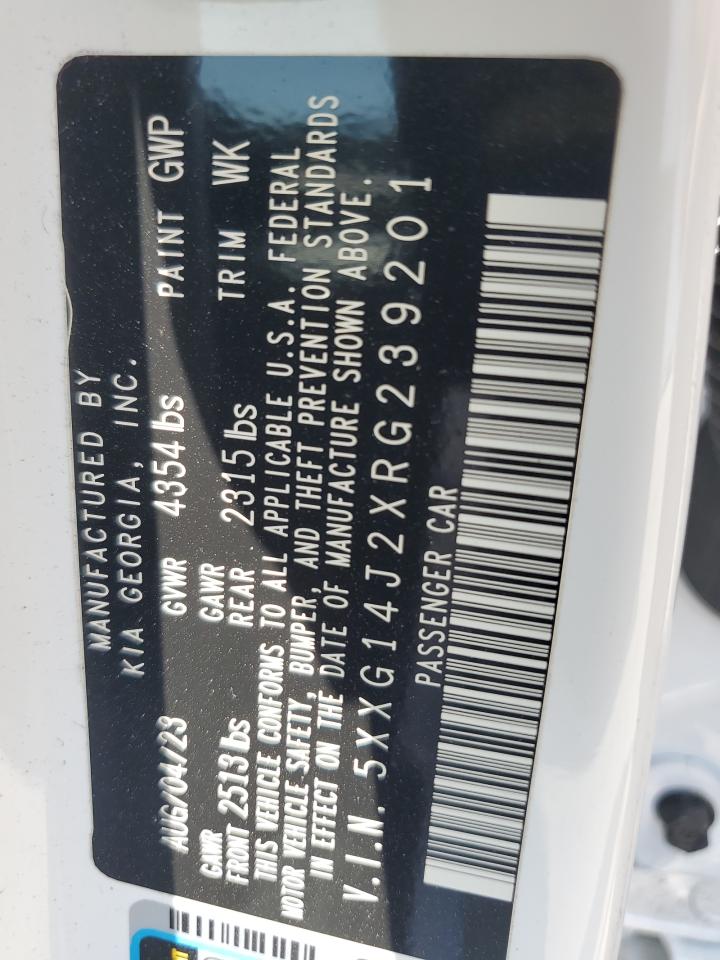 MANUFACTURED BY
KIA GEORGIA, INC.
AUG/04/23 GVWR 4354 lbs PAINT GWP
GAWR FRONT 2513 lbs GAWR REAR 2315 lbs TRIM WK
THIS VEHICLE CONFORMS TO ALL APPLICABLE U.S.A. FEDERAL
MOTOR VEHICLE SAFETY, BUMPER, AND THEFT PREVENTION STANDARDS
IN EFFECT ON THE DATE OF MANUFACTURE SHOWN ABOVE.
V.I.N. 5XXG14J2XRG239201
PASSENGER CAR